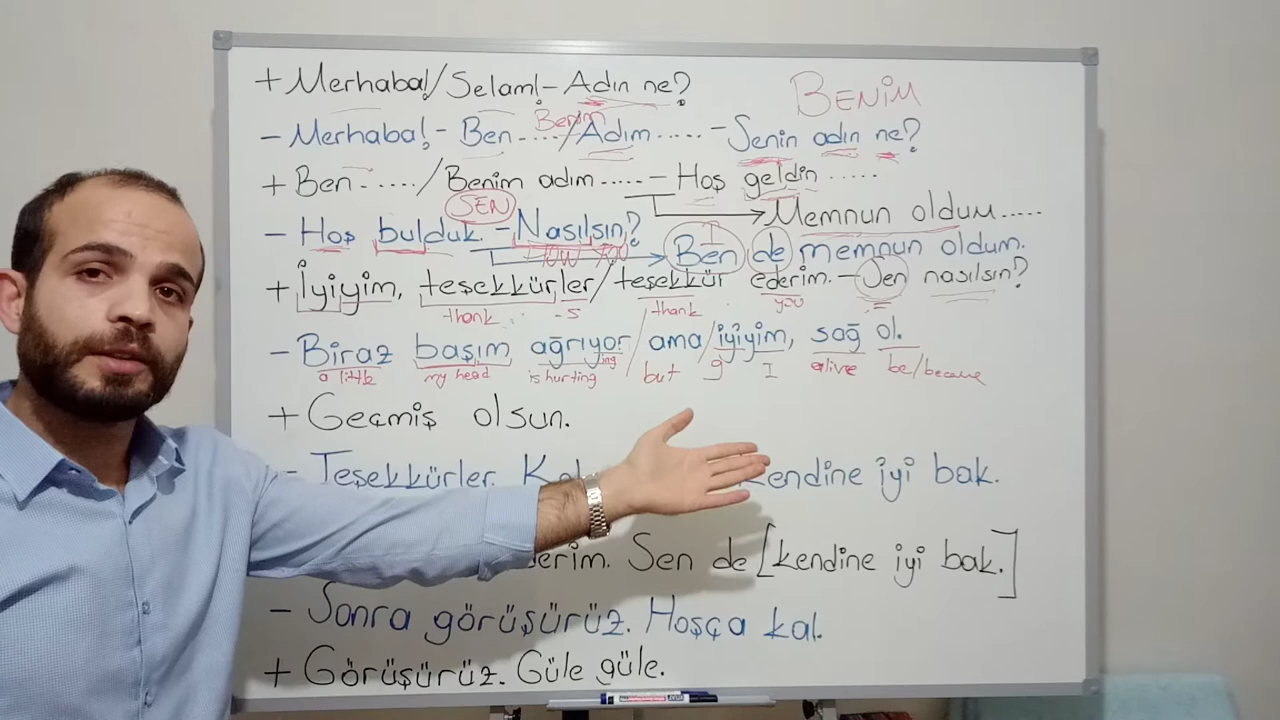 + Merhaba!/Selam! - Adın ne?
BENİM
Benim
- Merhaba! - Ben ..../Adım ..... - Senin adın ne?
+ Ben ...../Benim adım ..... - Hoş geldin .....
SEN
Memnun oldum.....
- Hoş bulduk. - Nasılsın?
HOW YOU
I
Ben de memnun oldum.
+ İyiyim, teşekkürler/teşekkür ederim. - Sen nasılsın?
thank -s thank you
- Biraz başım ağrıyor/ama/iyiyim, sağ ol.
ing
a little my head is hurting but g I alive be/became
+ Geçmiş olsun.
- Teşekkürler. kendine iyi bak.
Sen de [kendine iyi bak.]
- Sonra görüşürüz. Hoşça kal.
+ Görüşürüz. Güle güle.